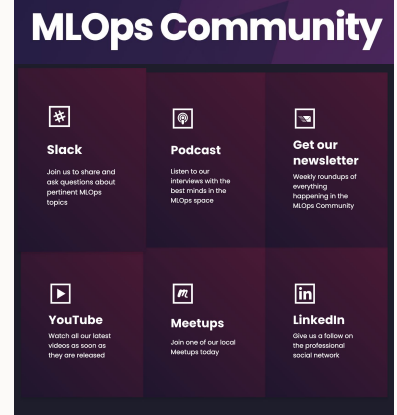 MLOps Community
Slack
Join us to share and
ask questions about
pertinent MLOps
topics
Podcast
Listen to our
interviews with the
best minds in the
MLOps space
Get our
newsletter
Weekly roundups of
everything
happening in the
MLOps Community
YouTube
Watch all our latest
videos as soon as
they are released
Meetups
Join one of our local
Meetups today
LinkedIn
Give us a follow on
the professional
social network